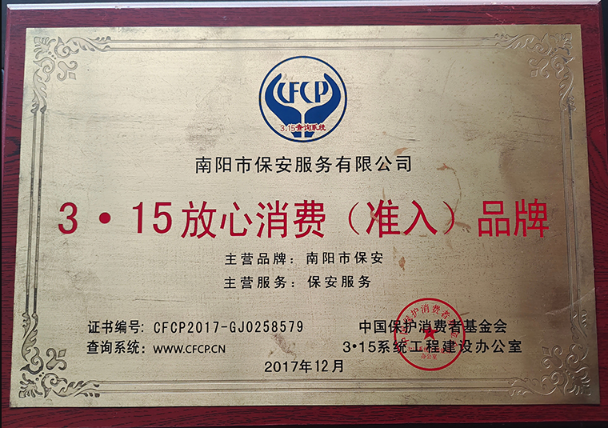 CFCP
3.15查询系统
南阳市保安服务有限公司
3·15放心消费（准入）品牌
主营品牌：南阳市保安
主营服务：保安服务
证书编号：CFCP2017-GJ0258579
查询系统：WWW.CFCP.CN
中国保护消费者基金会
3·15系统工程建设办公室
2017年12月